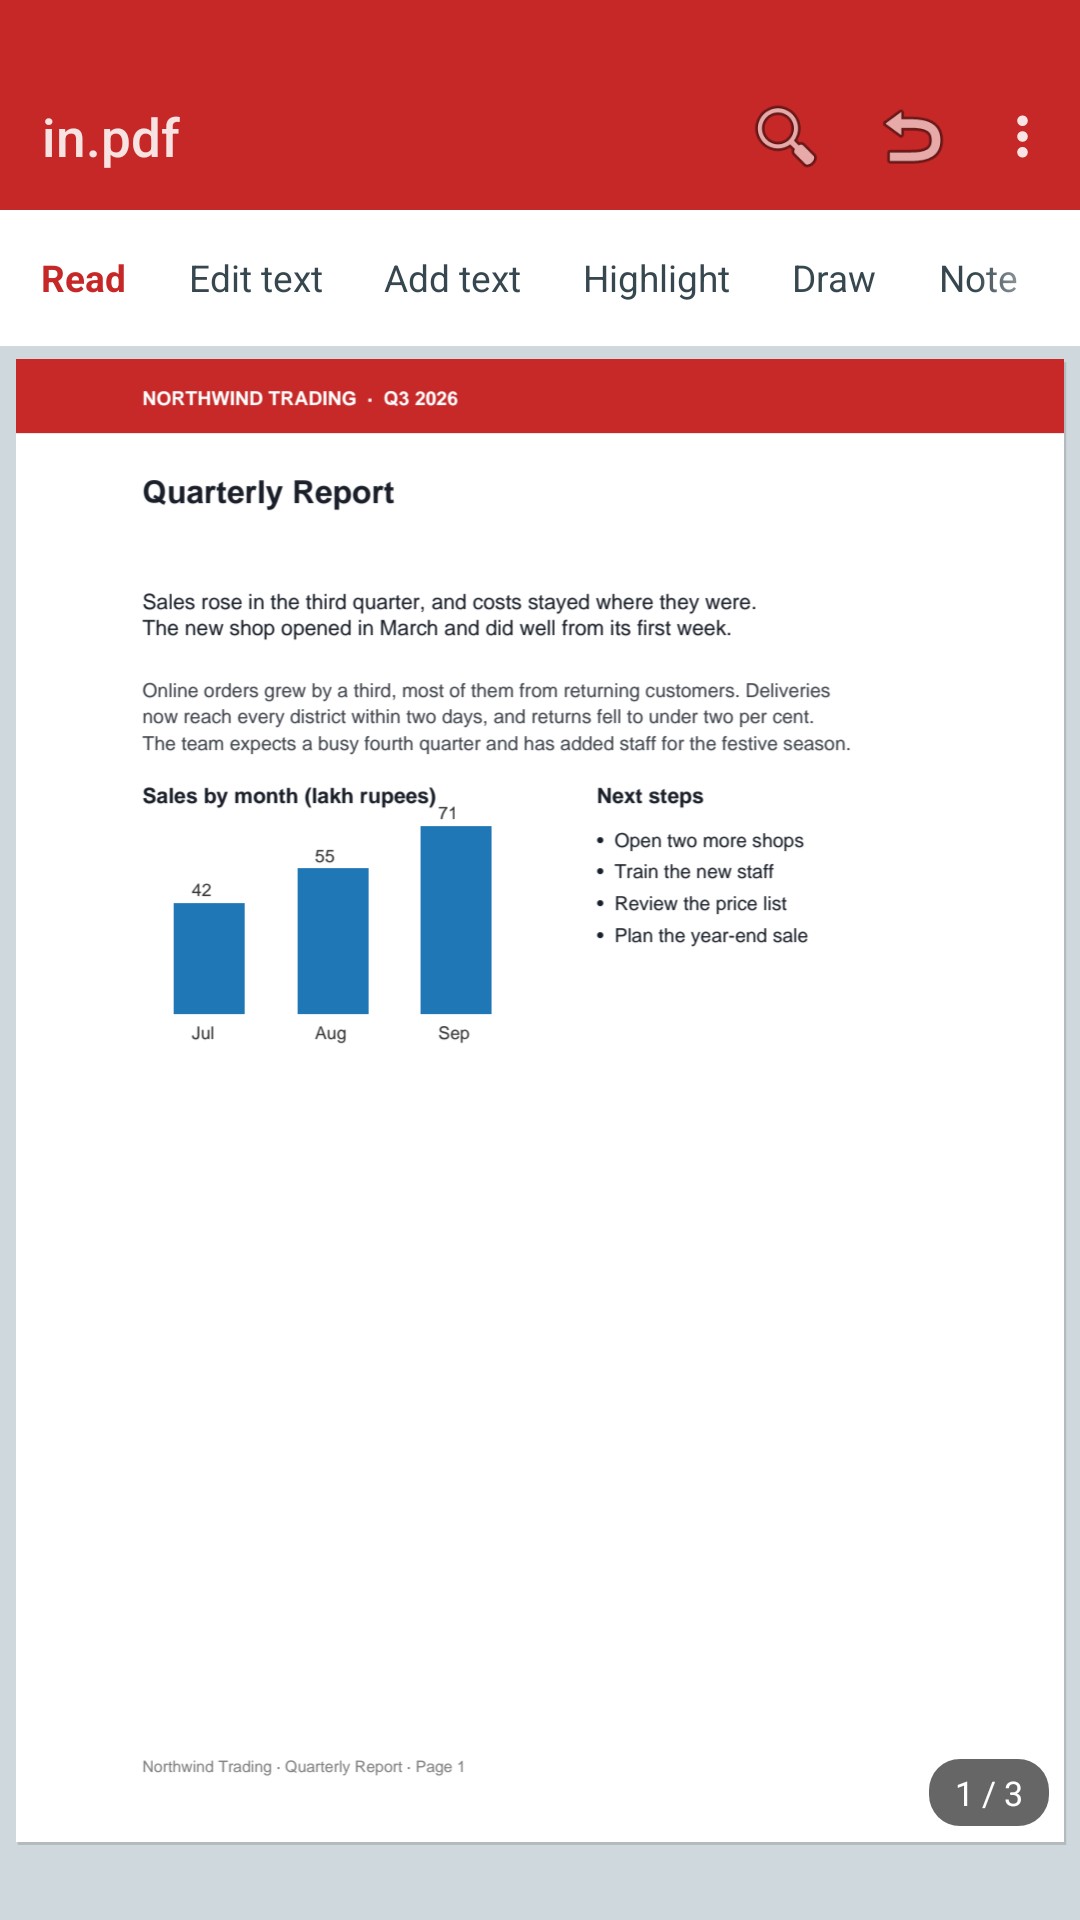 in.pdf
Read Edit text Add text Highlight Draw Note
NORTHWIND TRADING · Q3 2026
Quarterly Report
Sales rose in the third quarter, and costs stayed where they were.
The new shop opened in March and did well from its first week.
Online orders grew by a third, most of them from returning customers. Deliveries
now reach every district within two days, and returns fell to under two per cent.
The team expects a busy fourth quarter and has added staff for the festive season.
Sales by month (lakh rupees)
71
55
42
Jul Aug Sep
Next steps
• Open two more shops
• Train the new staff
• Review the price list
• Plan the year-end sale
Northwind Trading · Quarterly Report · Page 1
1 / 3